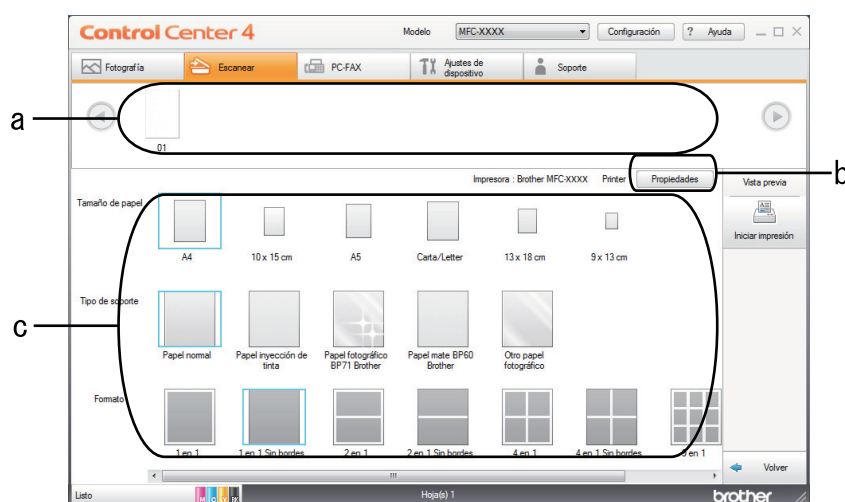 Control Center 4
Modelo
MFC-XXXX
Configuración
? Ayuda
Fotografía
Escanear
PC-FAX
Ajustes de
dispositivo
Soporte
a
01
Impresora : Brother MFC-XXXX Printer
Propiedades
b
Vista previa
Iniciar impresión
Tamaño de papel
A4
10 x 15 cm
A5
Carta/Letter
13 x 18 cm
9 x 13 cm
c
Tipo de soporte
Papel normal
Papel inyección de
tinta
Papel fotográfico
BP71 Brother
Papel mate BP60
Brother
Otro papel
fotográfico
Formato
1 en 1
1 en 1 Sin bordes
2 en 1
2 en 1 Sin bordes
4 en 1
4 en 1 Sin bordes
9 en 1
Volver
Listo
M C Y BK
Hoja(s) 1
brother